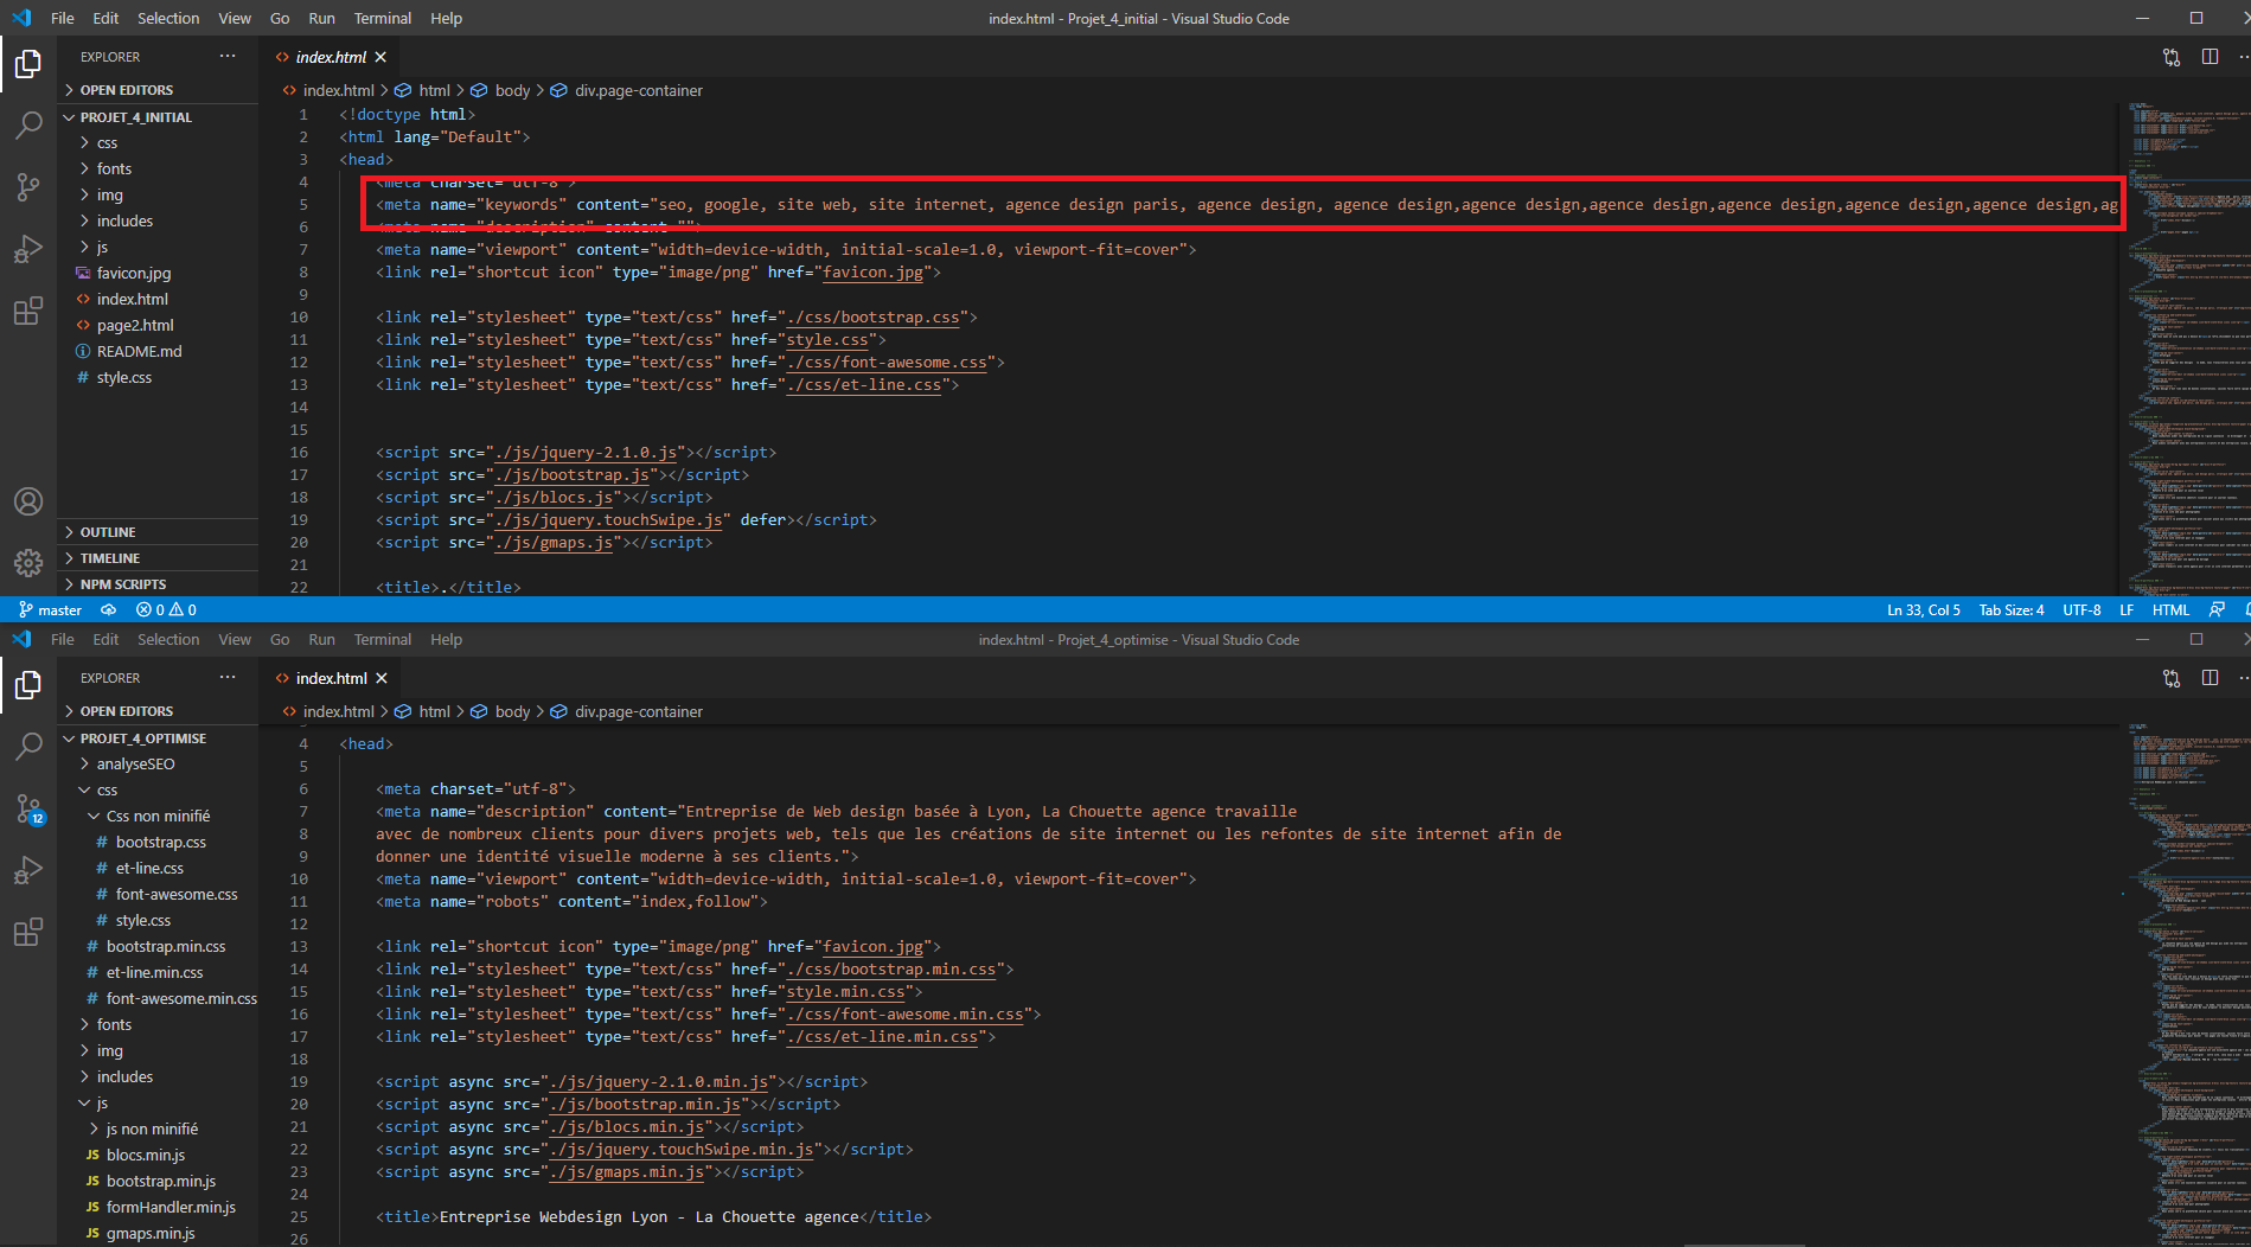 File Edit Selection View Go Run Terminal Help
index.html - Projet_4_initial - Visual Studio Code
EXPLORER
OPEN EDITORS
PROJET_4_INITIAL
css
fonts
img
includes
js
favicon.jpg
index.html
page2.html
README.md
style.css
OUTLINE
TIMELINE
NPM SCRIPTS
index.html
index.html > html > body > div.page-container
1 <!doctype html>
2 <html lang="Default">
3 <head>
4 <meta charset="utf-8">
5 <meta name="keywords" content="seo, google, site web, site internet, agence design paris, agence design, agence design,agence design,agence design,agence design,agence design,agence design,ag
6 <meta name="description" content="">
7 <meta name="viewport" content="width=device-width, initial-scale=1.0, viewport-fit=cover">
8 <link rel="shortcut icon" type="image/png" href="favicon.jpg">
9
10 <link rel="stylesheet" type="text/css" href="./css/bootstrap.css">
11 <link rel="stylesheet" type="text/css" href="style.css">
12 <link rel="stylesheet" type="text/css" href="./css/font-awesome.css">
13 <link rel="stylesheet" type="text/css" href="./css/et-line.css">
14
15
16 <script src="./js/jquery-2.1.0.js"></script>
17 <script src="./js/bootstrap.js"></script>
18 <script src="./js/blocs.js"></script>
19 <script src="./js/jquery.touchSwipe.js" defer></script>
20 <script src="./js/gmaps.js"></script>
21
22 <title>.</title>
master 0 0
Ln 33, Col 5 Tab Size: 4 UTF-8 LF HTML
File Edit Selection View Go Run Terminal Help
index.html - Projet_4_optimise - Visual Studio Code
EXPLORER
OPEN EDITORS
PROJET_4_OPTIMISE
analyseSEO
css
Css non minifié
bootstrap.css
et-line.css
font-awesome.css
style.css
bootstrap.min.css
et-line.min.css
font-awesome.min.css
fonts
img
includes
js
js non minifié
blocs.min.js
bootstrap.min.js
formHandler.min.js
gmaps.min.js
12
index.html
index.html > html > body > div.page-container
4 <head>
5
6 <meta charset="utf-8">
7 <meta name="description" content="Entreprise de Web design basée à Lyon, La Chouette agence travaille
8 avec de nombreux clients pour divers projets web, tels que les créations de site internet ou les refontes de site internet afin de
9 donner une identité visuelle moderne à ses clients.">
10 <meta name="viewport" content="width=device-width, initial-scale=1.0, viewport-fit=cover">
11 <meta name="robots" content="index,follow">
12
13 <link rel="shortcut icon" type="image/png" href="favicon.jpg">
14 <link rel="stylesheet" type="text/css" href="./css/bootstrap.min.css">
15 <link rel="stylesheet" type="text/css" href="style.min.css">
16 <link rel="stylesheet" type="text/css" href="./css/font-awesome.min.css">
17 <link rel="stylesheet" type="text/css" href="./css/et-line.min.css">
18
19 <script async src="./js/jquery-2.1.0.min.js"></script>
20 <script async src="./js/bootstrap.min.js"></script>
21 <script async src="./js/blocs.min.js"></script>
22 <script async src="./js/jquery.touchSwipe.min.js"></script>
23 <script async src="./js/gmaps.min.js"></script>
24
25 <title>Entreprise Webdesign Lyon - La Chouette agence</title>
26